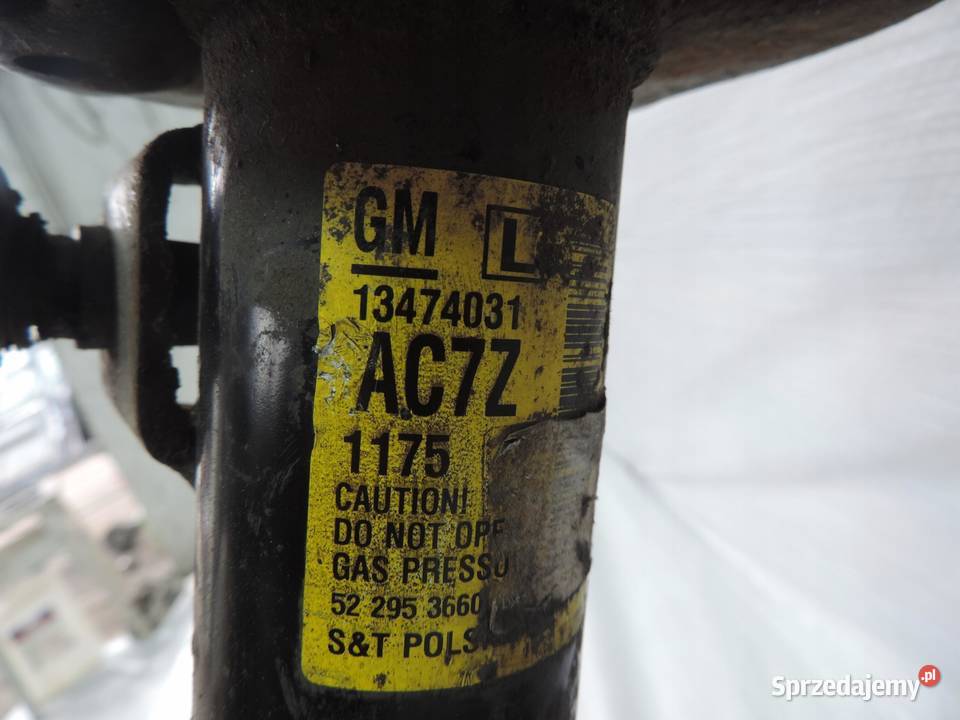 GM L
13474031
AC7Z
1175
CAUTION!
DO NOT
GAS
52 295 3660
S&T
Sprzedajemy.pl